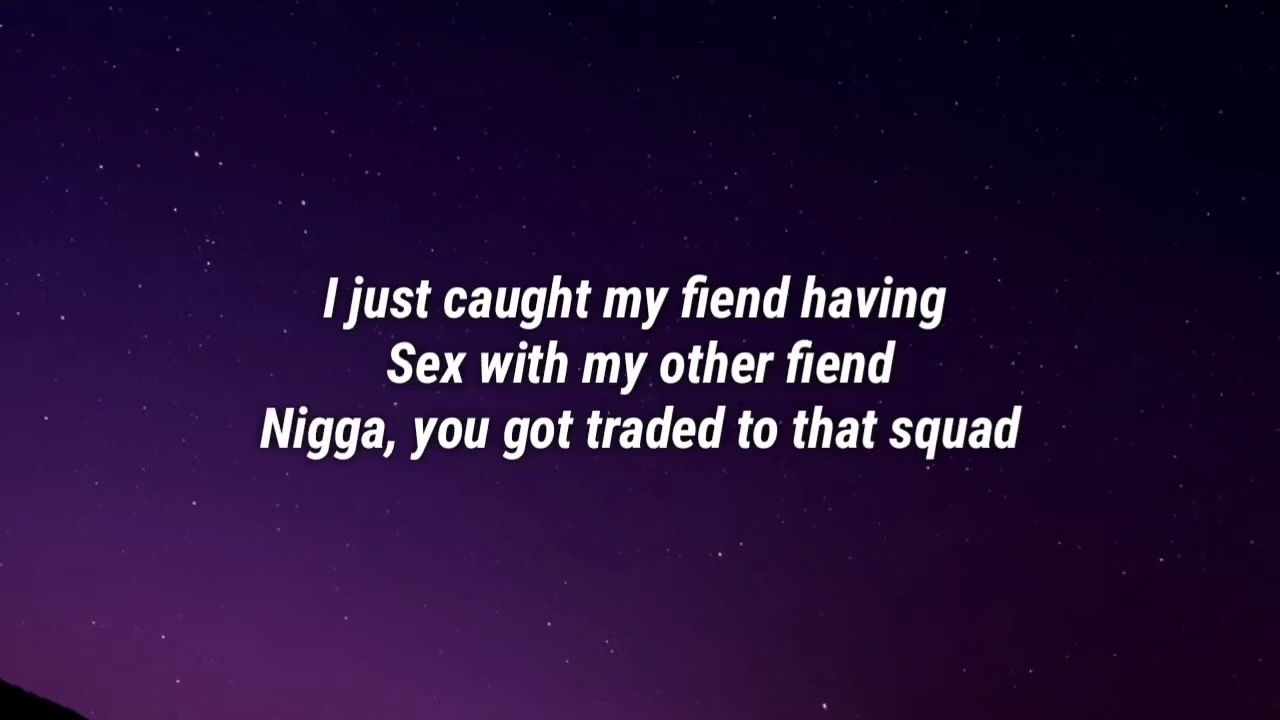 I just caught my fiend having
Sex with my other fiend
Nigga, you got traded to that squad